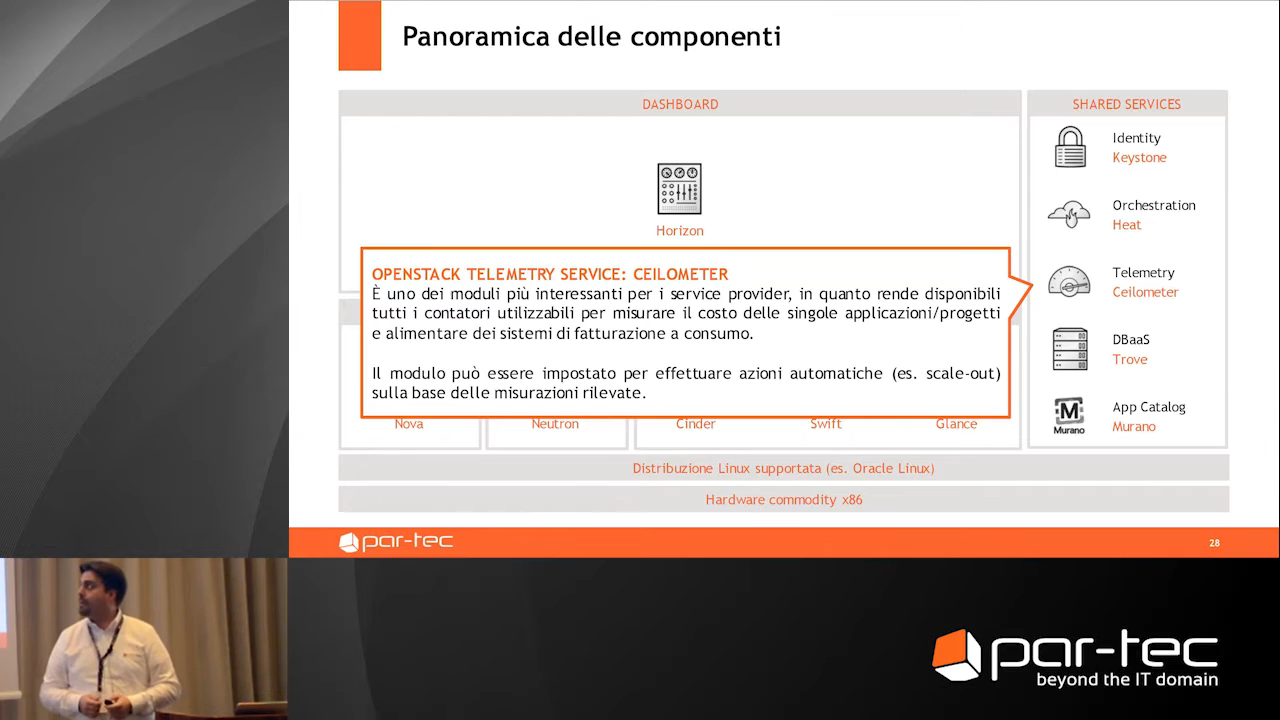 Panoramica delle componenti
DASHBOARD
Horizon
OPENSTACK TELEMETRY SERVICE: CEILOMETER
È uno dei moduli più interessanti per i service provider, in quanto rende disponibili
tutti i contatori utilizzabili per misurare il costo delle singole applicazioni/progetti
e alimentare dei sistemi di fatturazione a consumo.
Il modulo può essere impostato per effettuare azioni automatiche (es. scale-out)
sulla base delle misurazioni rilevate.
Nova
Neutron
Cinder
Swift
Glance
SHARED SERVICES
Identity
Keystone
Orchestration
Heat
Telemetry
Ceilometer
DBaaS
Trove
M
Murano
App Catalog
Murano
Distribuzione Linux supportata (es. Oracle Linux)
Hardware commodity x86
par-tec
28
par-tec
beyond the IT domain